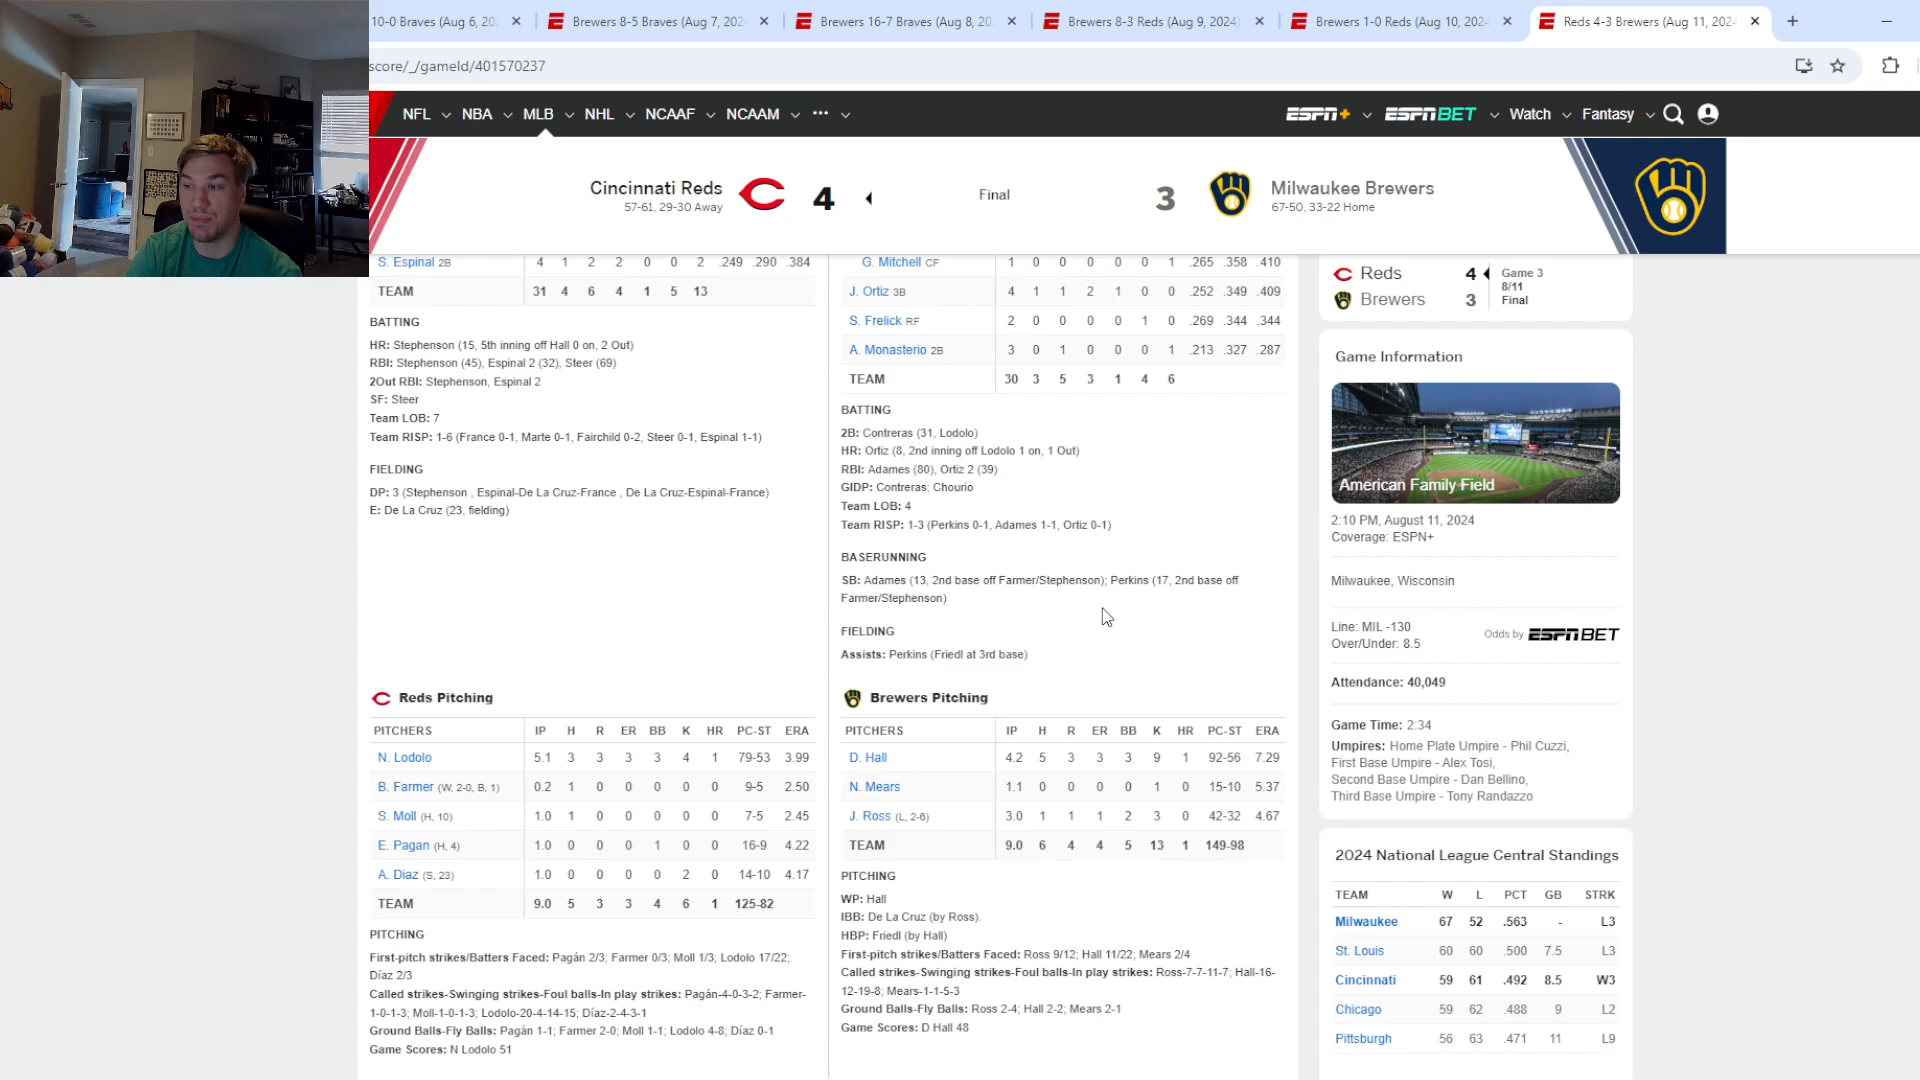 10-0 Braves (Aug 6, 202
Brewers 8-5 Braves (Aug 7, 2024
Brewers 16-7 Braves (Aug 8, 20
Brewers 8-3 Reds (Aug 9, 2024)
Brewers 1-0 Reds (Aug 10, 2024
Reds 4-3 Brewers (Aug 11, 2024
score/_/gameId/401570237
NFL NBA MLB NHL NCAAF NCAAM ••• ESPN+ ESPN BET Watch Fantasy
Cincinnati Reds 4 Final 3 Milwaukee Brewers
57-61, 29-30 Away 67-50, 33-22 Home
S. Espinal 2B 4 1 2 2 0 0 2 .249 .290 .384
TEAM 31 4 6 4 1 5 13
BATTING
HR: Stephenson (15, 5th inning off Hall 0 on, 2 Out)
RBI: Stephenson (45), Espinal 2 (32), Steer (69)
2Out RBI: Stephenson, Espinal 2
SF: Steer
Team LOB: 7
Team RISP: 1-6 (France 0-1, Marte 0-1, Fairchild 0-2, Steer 0-1, Espinal 1-1)
FIELDING
DP: 3 (Stephenson , Espinal-De La Cruz-France , De La Cruz-Espinal-France)
E: De La Cruz (23, fielding)
G. Mitchell CF 1 0 0 0 0 0 1 .265 .358 .410
J. Ortiz 3B 4 1 1 2 1 0 0 .252 .349 .409
S. Frelick RF 2 0 0 0 0 1 0 .269 .344 .344
A. Monasterio 2B 3 0 1 0 0 0 1 .213 .327 .287
TEAM 30 3 5 3 1 4 6
BATTING
2B: Contreras (31, Lodolo)
HR: Ortiz (8, 2nd inning off Lodolo 1 on, 1 Out)
RBI: Adames (80), Ortiz 2 (39)
GIDP: Contreras; Chourio
Team LOB: 4
Team RISP: 1-3 (Perkins 0-1, Adames 1-1, Ortiz 0-1)
BASERUNNING
SB: Adames (13, 2nd base off Farmer/Stephenson); Perkins (17, 2nd base off
Farmer/Stephenson)
FIELDING
Assists: Perkins (Friedl at 3rd base)
Reds Pitching
PITCHERS IP H R ER BB K HR PC-ST ERA
N. Lodolo 5.1 3 3 3 3 4 1 79-53 3.99
B. Farmer (W, 2-0, B, 1) 0.2 1 0 0 0 0 0 9-5 2.50
S. Moll (H, 10) 1.0 1 0 0 0 0 0 7-5 2.45
E. Pagan (H, 4) 1.0 0 0 0 1 0 0 16-9 4.22
A. Diaz (S, 23) 1.0 0 0 0 0 2 0 14-10 4.17
TEAM 9.0 5 3 3 4 6 1 125-82
PITCHING
First-pitch strikes/Batters Faced: Pagán 2/3; Farmer 0/3; Moll 1/3; Lodolo 17/22;
Díaz 2/3
Called strikes-Swinging strikes-Foul balls-In play strikes: Pagán-4-0-3-2; Farmer-
1-0-1-3; Moll-1-0-1-3; Lodolo-20-4-14-15; Díaz-2-4-3-1
Ground Balls-Fly Balls: Pagán 1-1; Farmer 2-0; Moll 1-1; Lodolo 4-8; Díaz 0-1
Game Scores: N Lodolo 51
Brewers Pitching
PITCHERS IP H R ER BB K HR PC-ST ERA
D. Hall 4.2 5 3 3 3 9 1 92-56 7.29
N. Mears 1.1 0 0 0 0 1 0 15-10 5.37
J. Ross (L, 2-6) 3.0 1 1 1 2 3 0 42-32 4.67
TEAM 9.0 6 4 4 5 13 1 149-98
PITCHING
WP: Hall
IBB: De La Cruz (by Ross).
HBP: Friedl (by Hall)
First-pitch strikes/Batters Faced: Ross 9/12; Hall 11/22; Mears 2/4
Called strikes-Swinging strikes-Foul balls-In play strikes: Ross-7-7-11-7; Hall-16-
12-19-8; Mears-1-1-5-3
Ground Balls-Fly Balls: Ross 2-4; Hall 2-2; Mears 2-1
Game Scores: D Hall 48
Reds 4 Game 3
8/11
Brewers 3 Final
Game Information
American Family Field
2:10 PM, August 11, 2024
Coverage: ESPN+
Milwaukee, Wisconsin
Line: MIL -130
Over/Under: 8.5
Odds by ESPN BET
Attendance: 40,049
Game Time: 2:34
Umpires: Home Plate Umpire - Phil Cuzzi,
First Base Umpire - Alex Tosi,
Second Base Umpire - Dan Bellino,
Third Base Umpire - Tony Randazzo
2024 National League Central Standings
TEAM W L PCT GB STRK
Milwaukee 67 52 .563 - L3
St. Louis 60 60 .500 7.5 L3
Cincinnati 59 61 .492 8.5 W3
Chicago 59 62 .488 9 L2
Pittsburgh 56 63 .471 11 L9